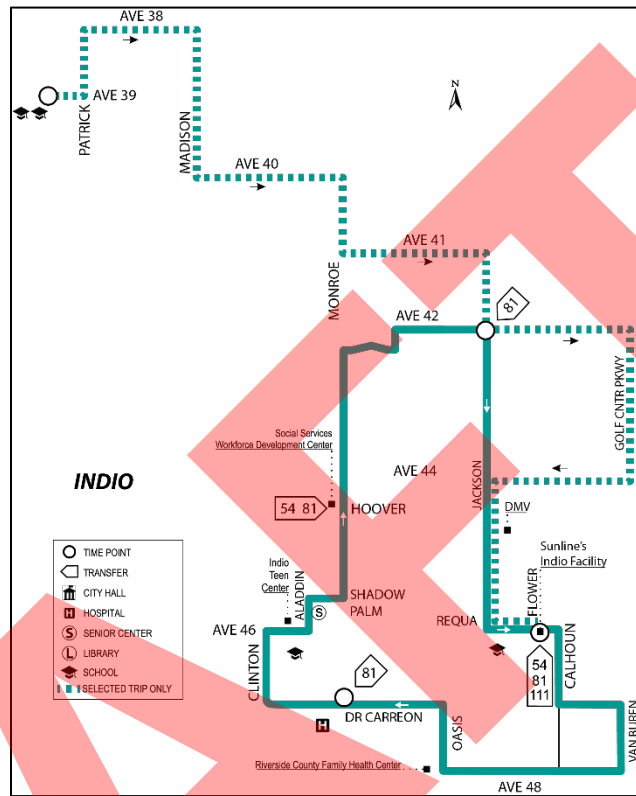 AVE 38
AVE 39
PATRICK
MADISON
N
AVE 40
AVE 41
MONROE
81
AVE 42
GOLF CNTR PKWY
Social Services
Workforce Development Center
AVE 44
JACKSON
INDIO
54 81
HOOVER
DMV
Sunline's
Indio Facility
TIME POINT
TRANSFER
CITY HALL
H HOSPITAL
S SENIOR CENTER
L LIBRARY
SCHOOL
SELECTED TRIP ONLY
Indio
Teen
Center
ALADDIN
S
SHADOW
PALM
FLOWER
REQUA
AVE 46
CLINTON
81
54
81
111
CALHOUN
DR CARREON
H
OASIS
VAN BUREN
Riverside County Family Health Center
AVE 48